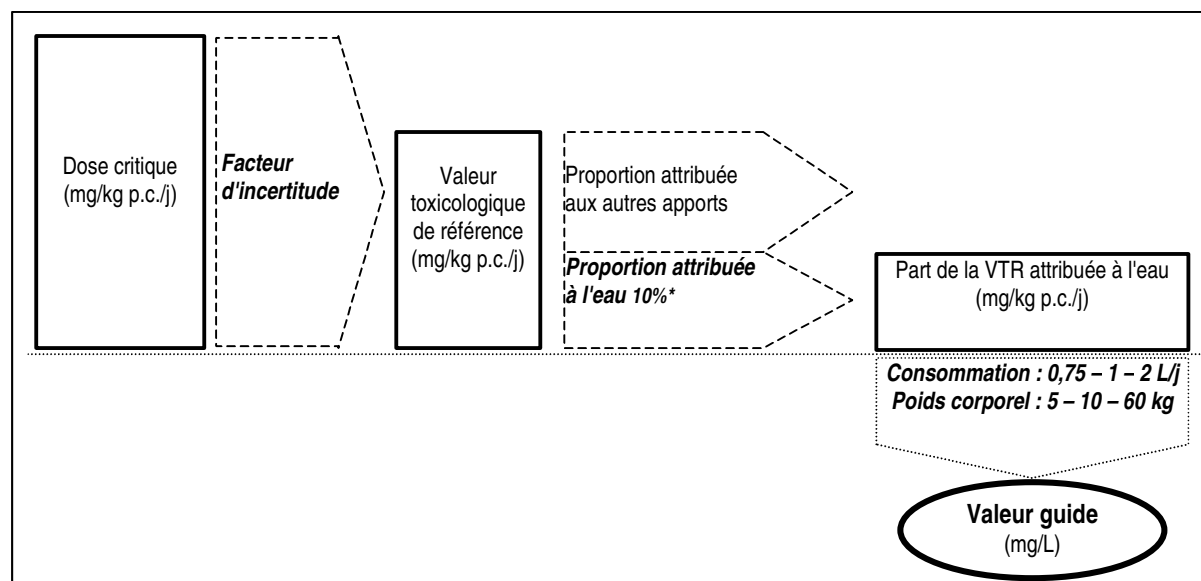 Dose critique
(mg/kg p.c./j)
Facteur
d'incertitude
Valeur
toxicologique
de référence
(mg/kg p.c./j)
Proportion attribuée
aux autres apports
Proportion attribuée
à l'eau 10%*
Part de la VTR attribuée à l'eau
(mg/kg p.c./j)
Consommation : 0,75 – 1 – 2 L/j
Poids corporel : 5 – 10 – 60 kg
Valeur guide
(mg/L)